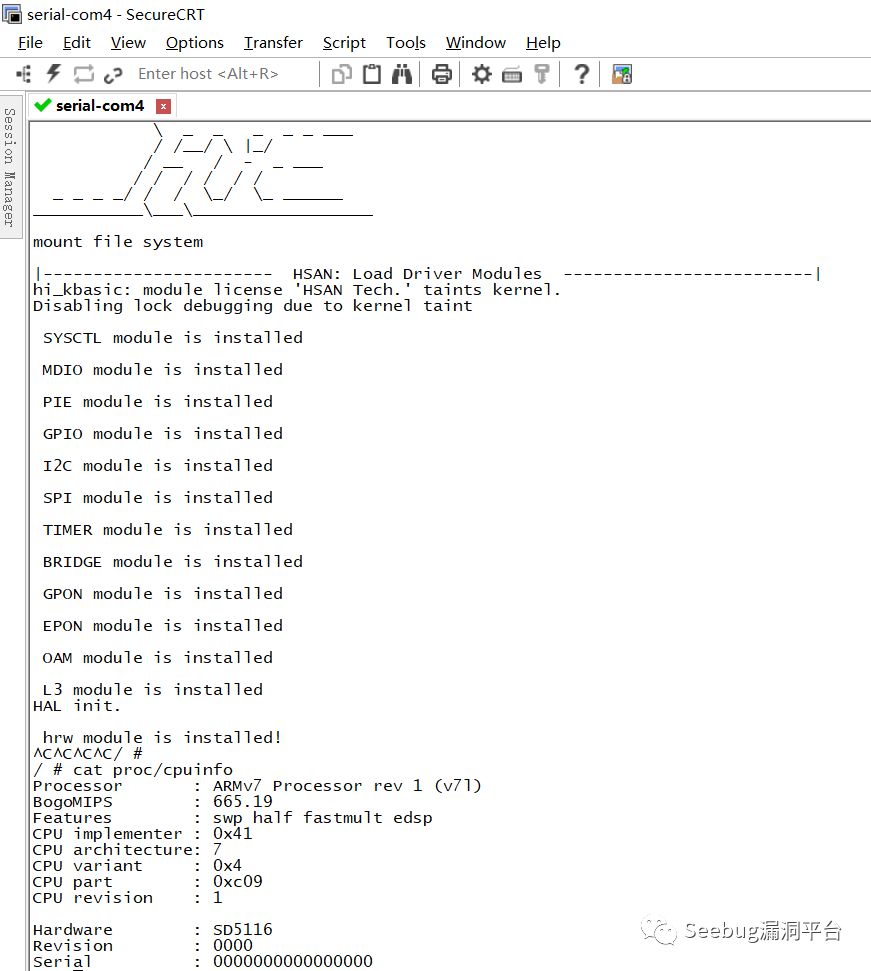 serial-com4 - SecureCRT
File Edit View Options Transfer Script Tools Window Help
Enter host <Alt+R>
Session Manager
serial-com4
mount file system
|----------------------- HSAN: Load Driver Modules -------------------------|
hi_kbasic: module license 'HSAN Tech.' taints kernel.
Disabling lock debugging due to kernel taint
SYSCTL module is installed
MDIO module is installed
PIE module is installed
GPIO module is installed
I2C module is installed
SPI module is installed
TIMER module is installed
BRIDGE module is installed
GPON module is installed
EPON module is installed
OAM module is installed
L3 module is installed
HAL init.
hrw module is installed!
^C^C^C^C/ #
/ # cat proc/cpuinfo
Processor : ARMv7 Processor rev 1 (v7l)
BogoMIPS : 665.19
Features : swp half fastmult edsp
CPU implementer : 0x41
CPU architecture: 7
CPU variant : 0x4
CPU part : 0xc09
CPU revision : 1
Hardware : SD5116
Revision : 0000
Serial : 0000000000000000
Seebug漏洞平台